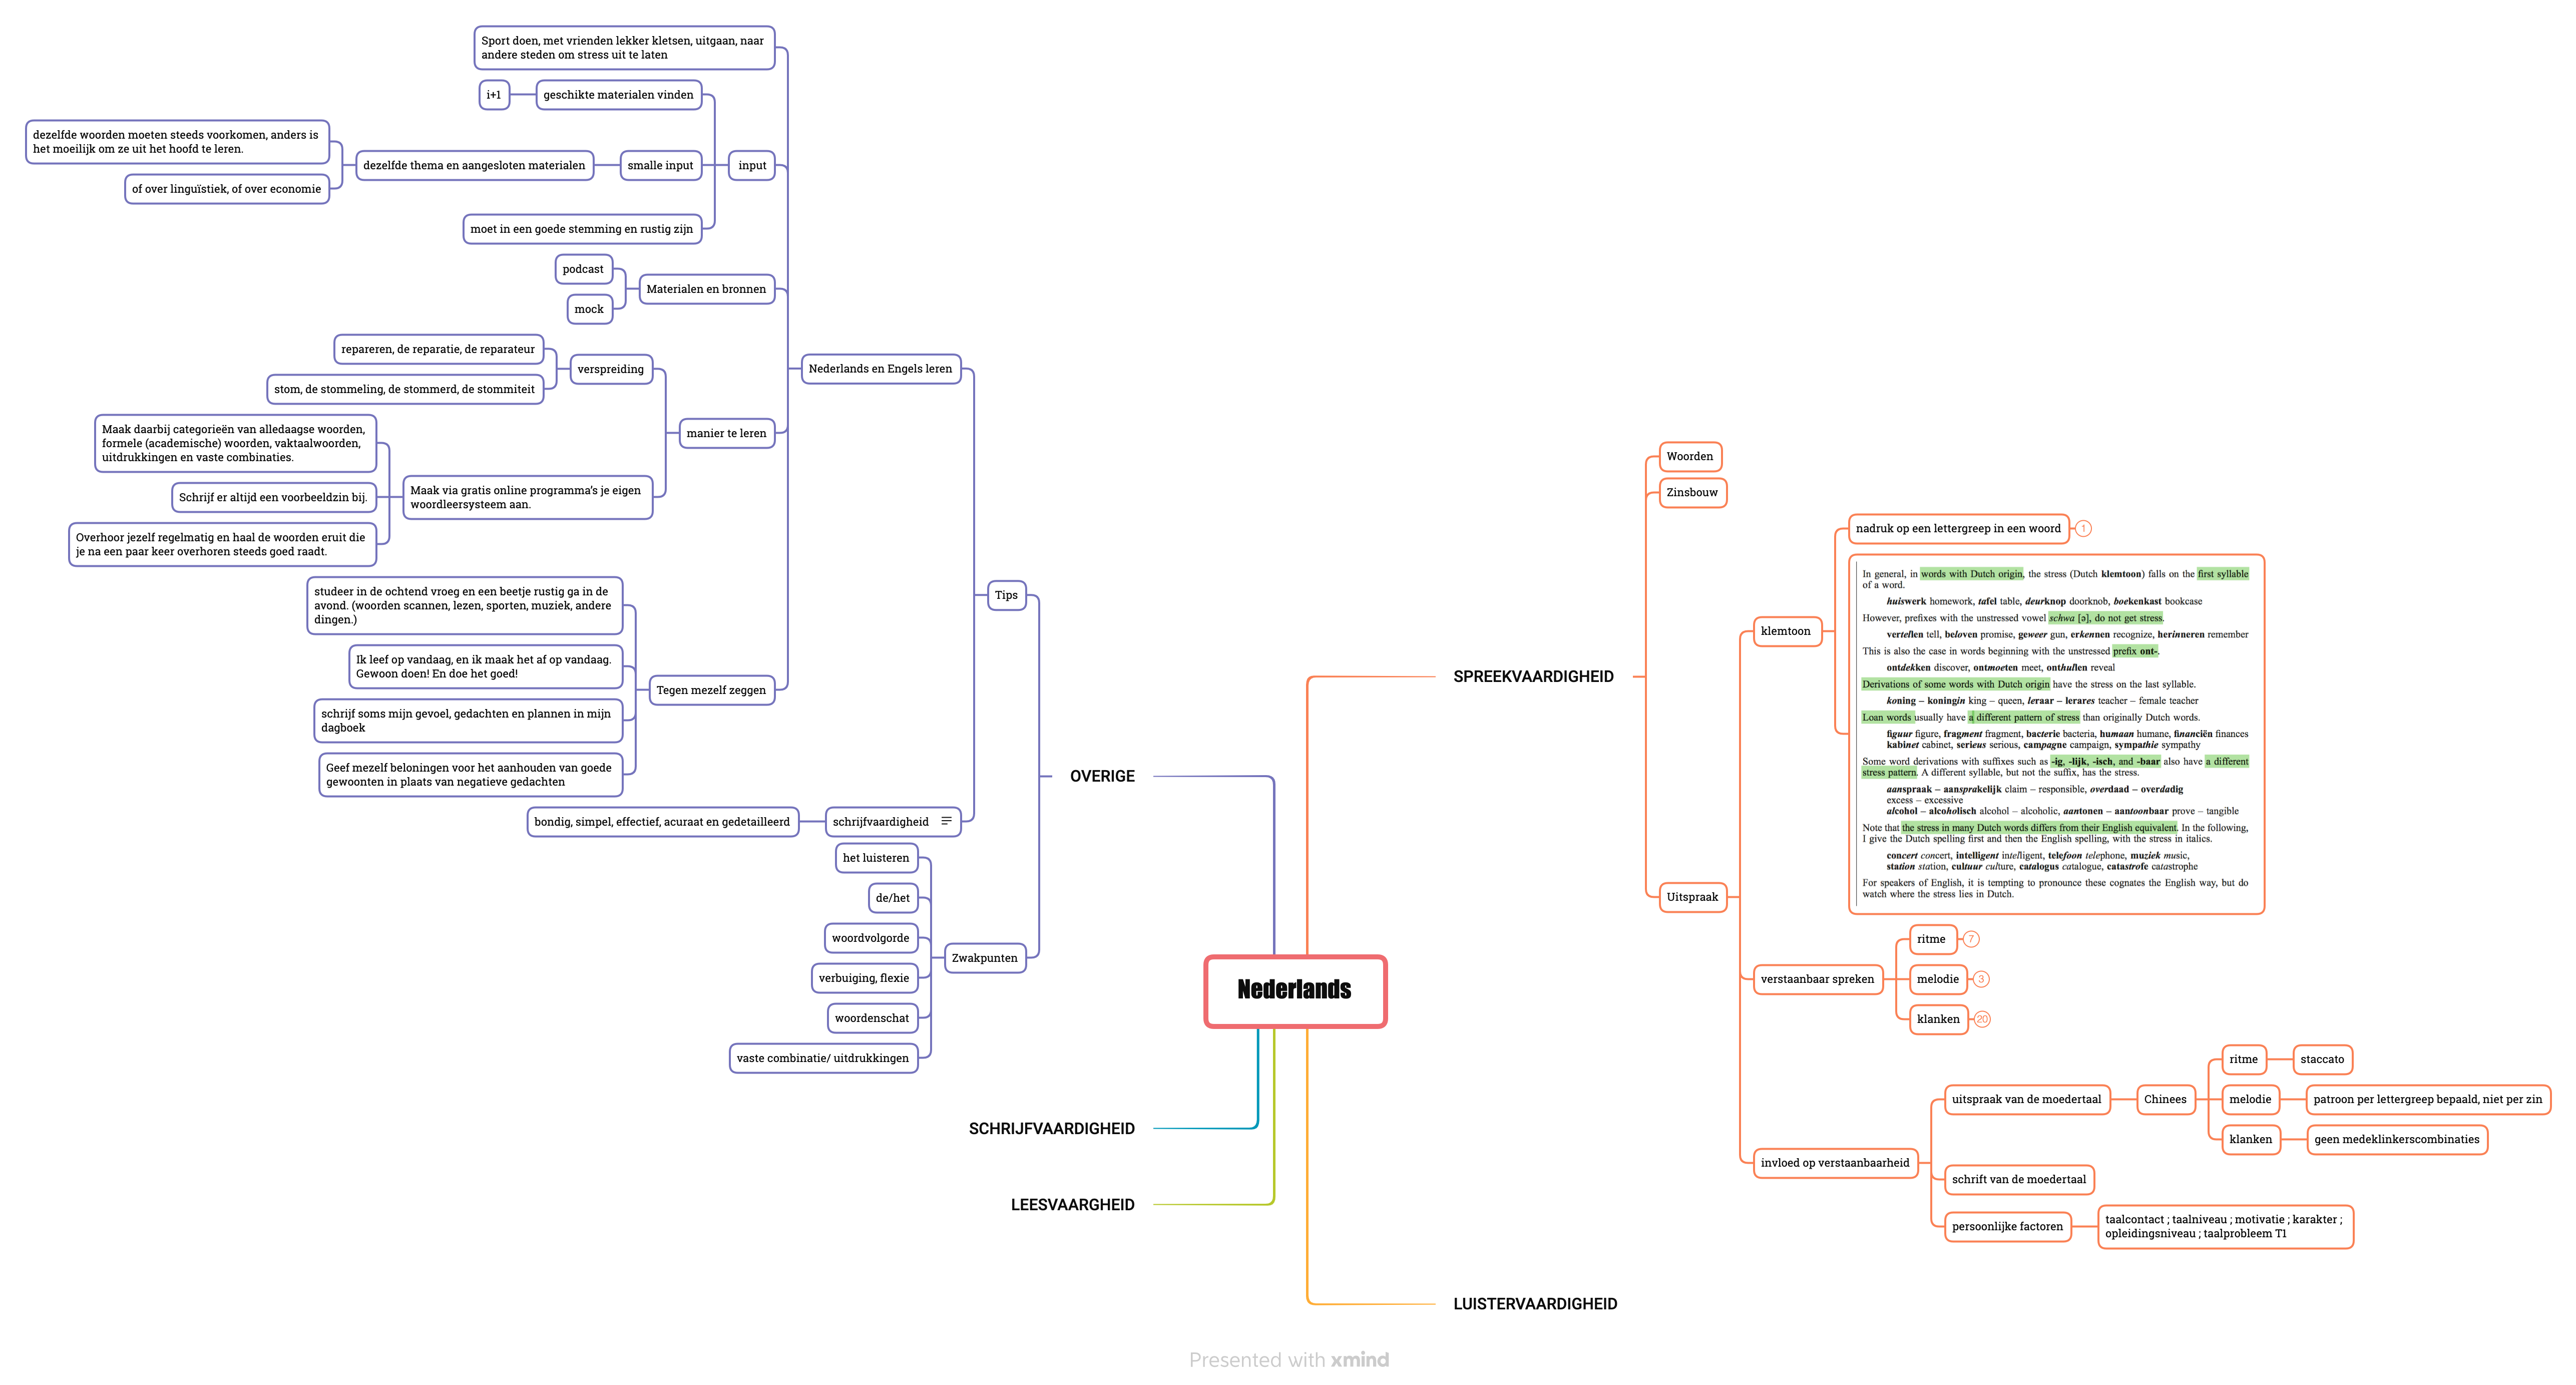 Nederlands
SPREEKVAARDIGHEID
Woorden
Zinsbouw
Uitspraak
klemtoon
nadruk op een lettergreep in een woord
1
In general, in words with Dutch origin, the stress (Dutch klemtoon) falls on the first syllable
of a word.
huiswerk homework, tafel table, deurknop doorknob, boekenkast bookcase
However, prefixes with the unstressed vowel schwa [ə], do not get stress.
vertellen tell, beloven promise, geweer gun, erkennen recognize, herinneren remember
This is also the case in words beginning with the unstressed prefix ont-.
ontdekken discover, ontmoeten meet, onthullen reveal
Derivations of some words with Dutch origin have the stress on the last syllable.
koning – koningin king – queen, leraar – lerares teacher – female teacher
Loan words usually have a different pattern of stress than originally Dutch words.
figuur figure, fragment fragment, bacterie bacteria, humaan humane, financiën finances
kabinet cabinet, serieus serious, campagne campaign, sympathie sympathy
Some word derivations with suffixes such as -ig, -lijk, -isch, and -baar also have a different
stress pattern. A different syllable, but not the suffix, has the stress.
aanspraak – aansprakelijk claim – responsible, overdaad – overdadig
excess – excessive
alcohol – alcoholisch alcohol – alcoholic, aantonen – aantoonbaar prove – tangible
Note that the stress in many Dutch words differs from their English equivalent. In the following,
I give the Dutch spelling first and then the English spelling, with the stress in italics.
concert concert, intelligent intelligent, telefoon telephone, muziek music,
station station, cultuur culture, catalogus catalogue, catastrofe catastrophe
For speakers of English, it is tempting to pronounce these cognates the English way, but do
watch where the stress lies in Dutch.
verstaanbaar spreken
ritme
7
melodie
3
klanken
20
invloed op verstaanbaarheid
uitspraak van de moedertaal
Chinees
ritme
staccato
melodie
patroon per lettergreep bepaald, niet per zin
klanken
geen medeklinkerscombinaties
schrift van de moedertaal
persoonlijke factoren
taalcontact ; taalniveau ; motivatie ; karakter ;
opleidingsniveau ; taalprobleem T1
LUISTERVAARDIGHEID
OVERIGE
Tips
Nederlands en Engels leren
Sport doen, met vrienden lekker kletsen, uitgaan, naar
andere steden om stress uit te laten
input
geschikte materialen vinden
i+1
smalle input
dezelfde thema en aangesloten materialen
dezelfde woorden moeten steeds voorkomen, anders is
het moeilijk om ze uit het hoofd te leren.
of over linguïstiek, of over economie
moet in een goede stemming en rustig zijn
Materialen en bronnen
podcast
mock
manier te leren
verspreiding
repareren, de reparatie, de reparateur
stom, de stommeling, de stommerd, de stommiteit
Maak via gratis online programma's je eigen
woordleersysteem aan.
Maak daarbij categorieën van alledaagse woorden,
formele (academische) woorden, vaktaalwoorden,
uitdrukkingen en vaste combinaties.
Schrijf er altijd een voorbeeldzin bij.
Overhoor jezelf regelmatig en haal de woorden eruit die
je na een paar keer overhoren steeds goed raadt.
Tegen mezelf zeggen
studeer in de ochtend vroeg en een beetje rustig ga in de
avond. (woorden scannen, lezen, sporten, muziek, andere
dingen.)
Ik leef op vandaag, en ik maak het af op vandaag.
Gewoon doen! En doe het goed!
schrijf soms mijn gevoel, gedachten en plannen in mijn
dagboek
Geef mezelf beloningen voor het aanhouden van goede
gewoonten in plaats van negatieve gedachten
schrijfvaardigheid
bondig, simpel, effectief, acuraat en gedetailleerd
Zwakpunten
het luisteren
de/het
woordvolgorde
verbuiging, flexie
woordenschat
vaste combinatie/ uitdrukkingen
SCHRIJFVAARDIGHEID
LEESVAARGHEID
Presented with xmind